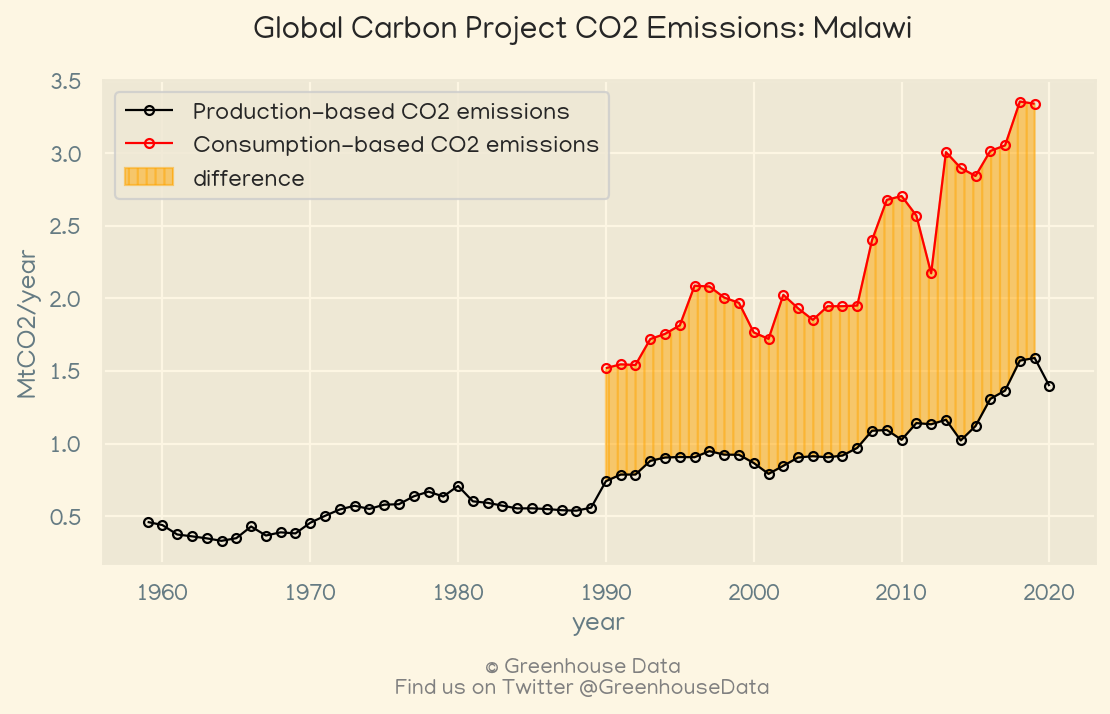 Global Carbon Project CO2 Emissions: Malawi
3.5
3.0
2.5
2.0
1.5
1.0
0.5
MtCO2/year
Production-based CO2 emissions
Consumption-based CO2 emissions
difference
1960 1970 1980 1990 2000 2010 2020
year
© Greenhouse Data
Find us on Twitter @GreenhouseData